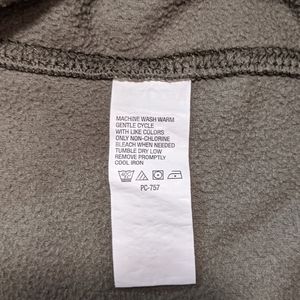 MACHINE WASH WARM
GENTLE CYCLE
WITH LIKE COLORS
ONLY NON-CHLORINE
BLEACH WHEN NEEDED
TUMBLE DRY LOW
REMOVE PROMPTLY
COOL IRON
PC-757